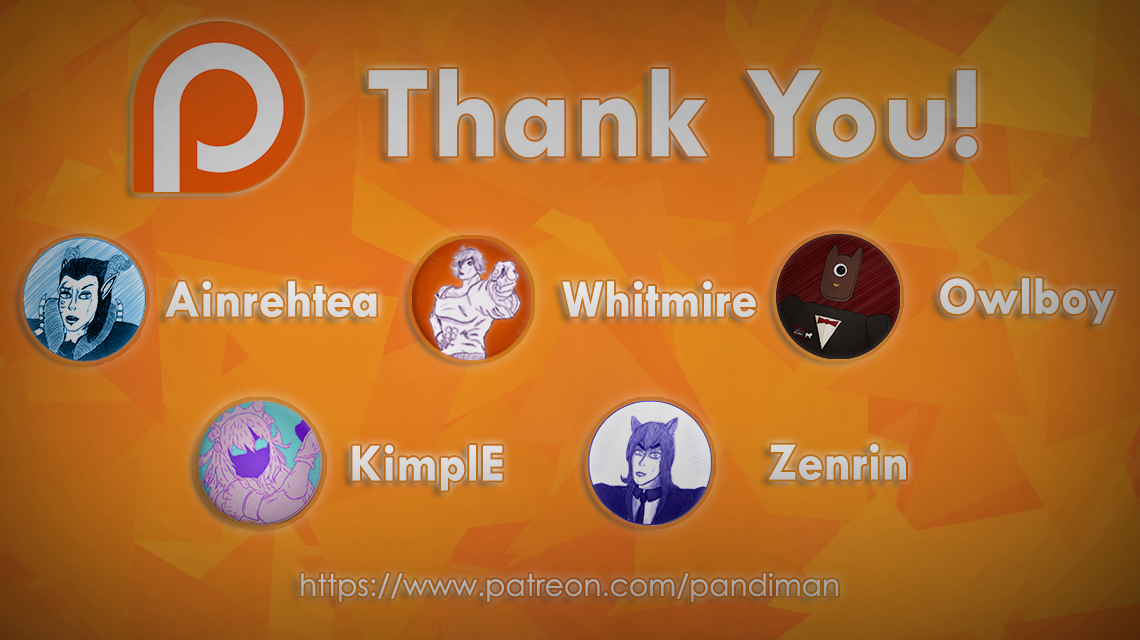 Thank You!
Ainrehtea
Whitmire
Owlboy
KimplE
Zenrin
https://www.patreon.com/pandiman